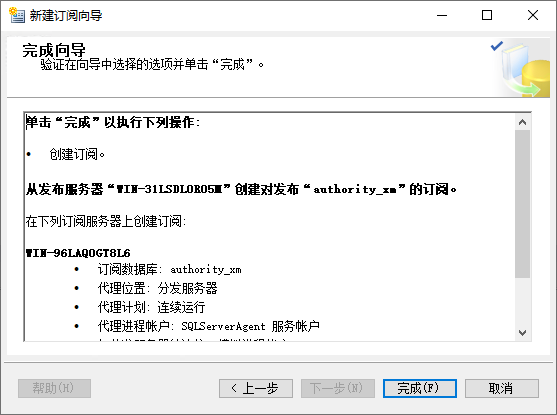 新建订阅向导
完成向导
验证在向导中选择的选项并单击“完成”。
单击“完成”以执行下列操作:
• 创建订阅。
从发布服务器“WIN-31LSDLORO5M”创建对发布“authority_xm”的订阅。
在下列订阅服务器上创建订阅:
WIN-96LAQOGT8L6
• 订阅数据库: authority_xm
• 代理位置: 分发服务器
• 代理计划: 连续运行
• 代理进程帐户: SQLServerAgent 服务帐户
帮助(H)
< 上一步
下一步(N)
完成(F)
取消